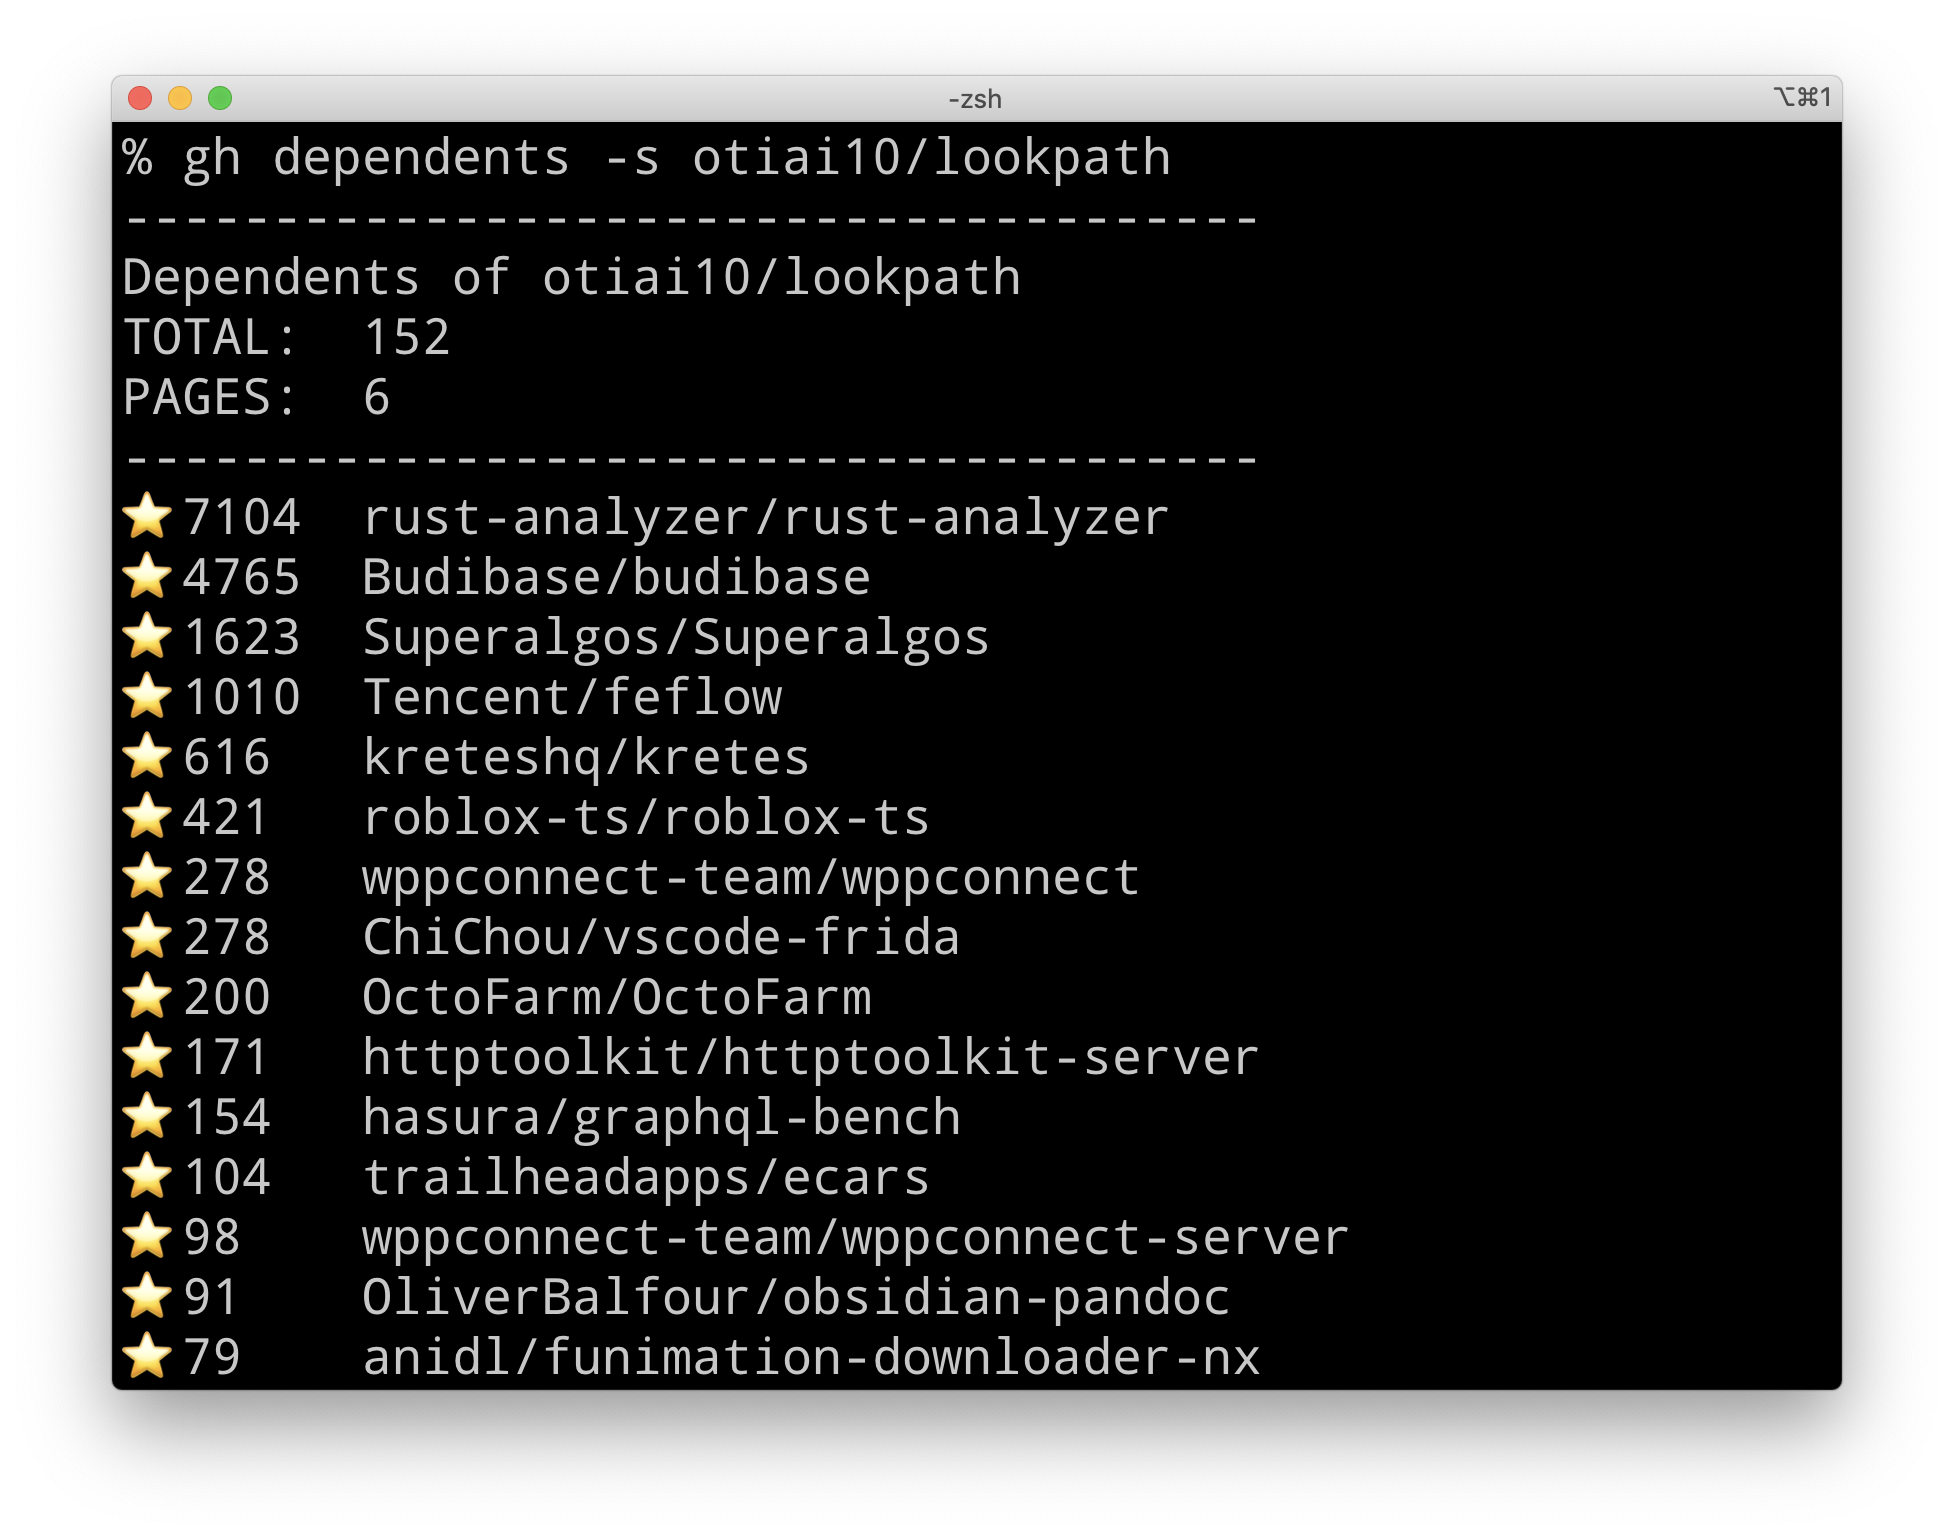 -zsh ⌥⌘1
% gh dependents -s otiai10/lookpath
--------------------------------------
Dependents of otiai10/lookpath
TOTAL:  152
PAGES:  6
--------------------------------------
⭐7104  rust-analyzer/rust-analyzer
⭐4765  Budibase/budibase
⭐1623  Superalgos/Superalgos
⭐1010  Tencent/feflow
⭐616   kreteshq/kretes
⭐421   roblox-ts/roblox-ts
⭐278   wppconnect-team/wppconnect
⭐278   ChiChou/vscode-frida
⭐200   OctoFarm/OctoFarm
⭐171   httptoolkit/httptoolkit-server
⭐154   hasura/graphql-bench
⭐104   trailheadapps/ecars
⭐98    wppconnect-team/wppconnect-server
⭐91    OliverBalfour/obsidian-pandoc
⭐79    anidl/funimation-downloader-nx